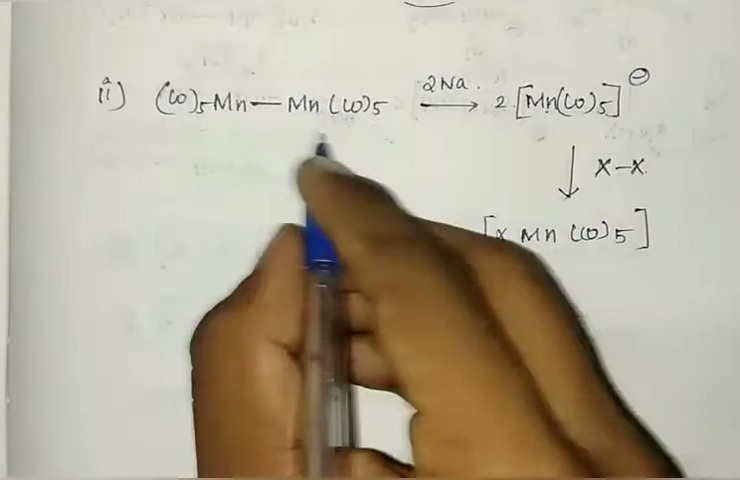 ii) (CO)5Mn—Mn(CO)5 2Na. → 2[Mn(CO)5]⊖
↓ X–X.
[X Mn (CO)5]